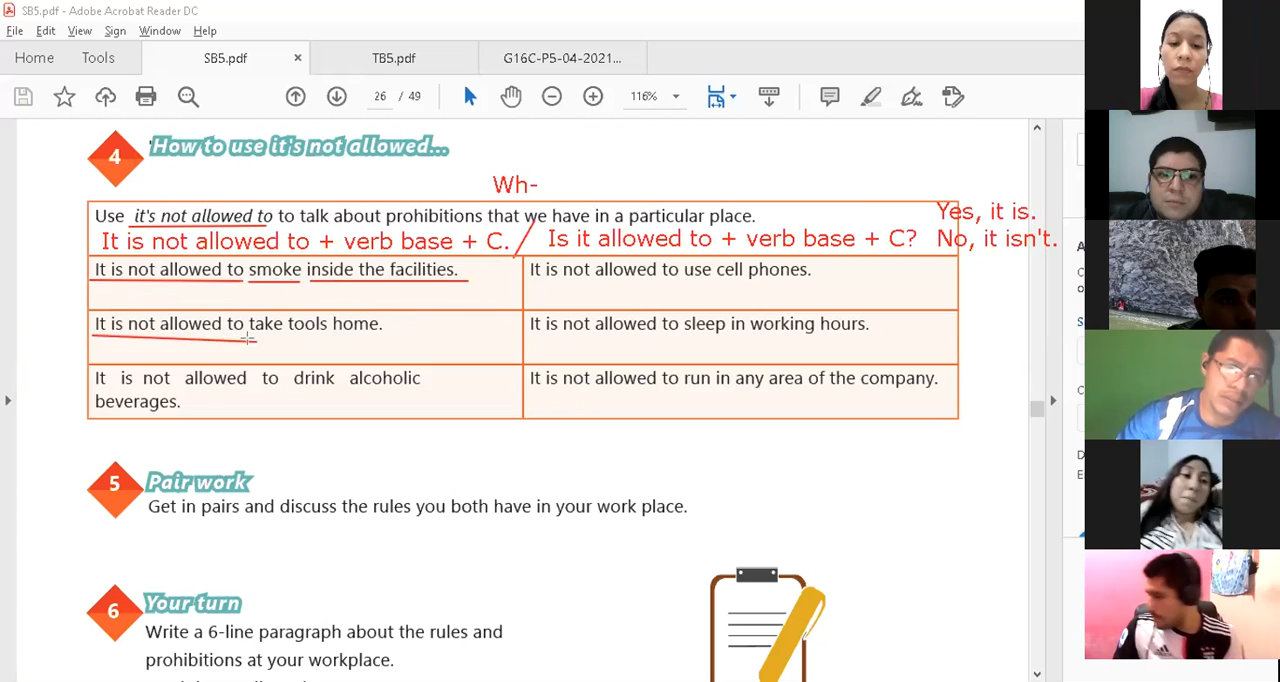 SB5.pdf - Adobe Acrobat Reader DC
File Edit View Sign Window Help
Home Tools SB5.pdf × TB5.pdf G16C-P5-04-2021...
26 / 49 116%
4 How to use it's not allowed...
Wh-
Use it's not allowed to to talk about prohibitions that we have in a particular place.
Yes, it is.
It is not allowed to + verb base + C. / Is it allowed to + verb base + C? No, it isn't.
It is not allowed to smoke inside the facilities. It is not allowed to use cell phones.
It is not allowed to take tools home. It is not allowed to sleep in working hours.
It is not allowed to drink alcoholic
beverages.
It is not allowed to run in any area of the company.
5 Pair work
Get in pairs and discuss the rules you both have in your work place.
6 Your turn
Write a 6-line paragraph about the rules and
prohibitions at your workplace.